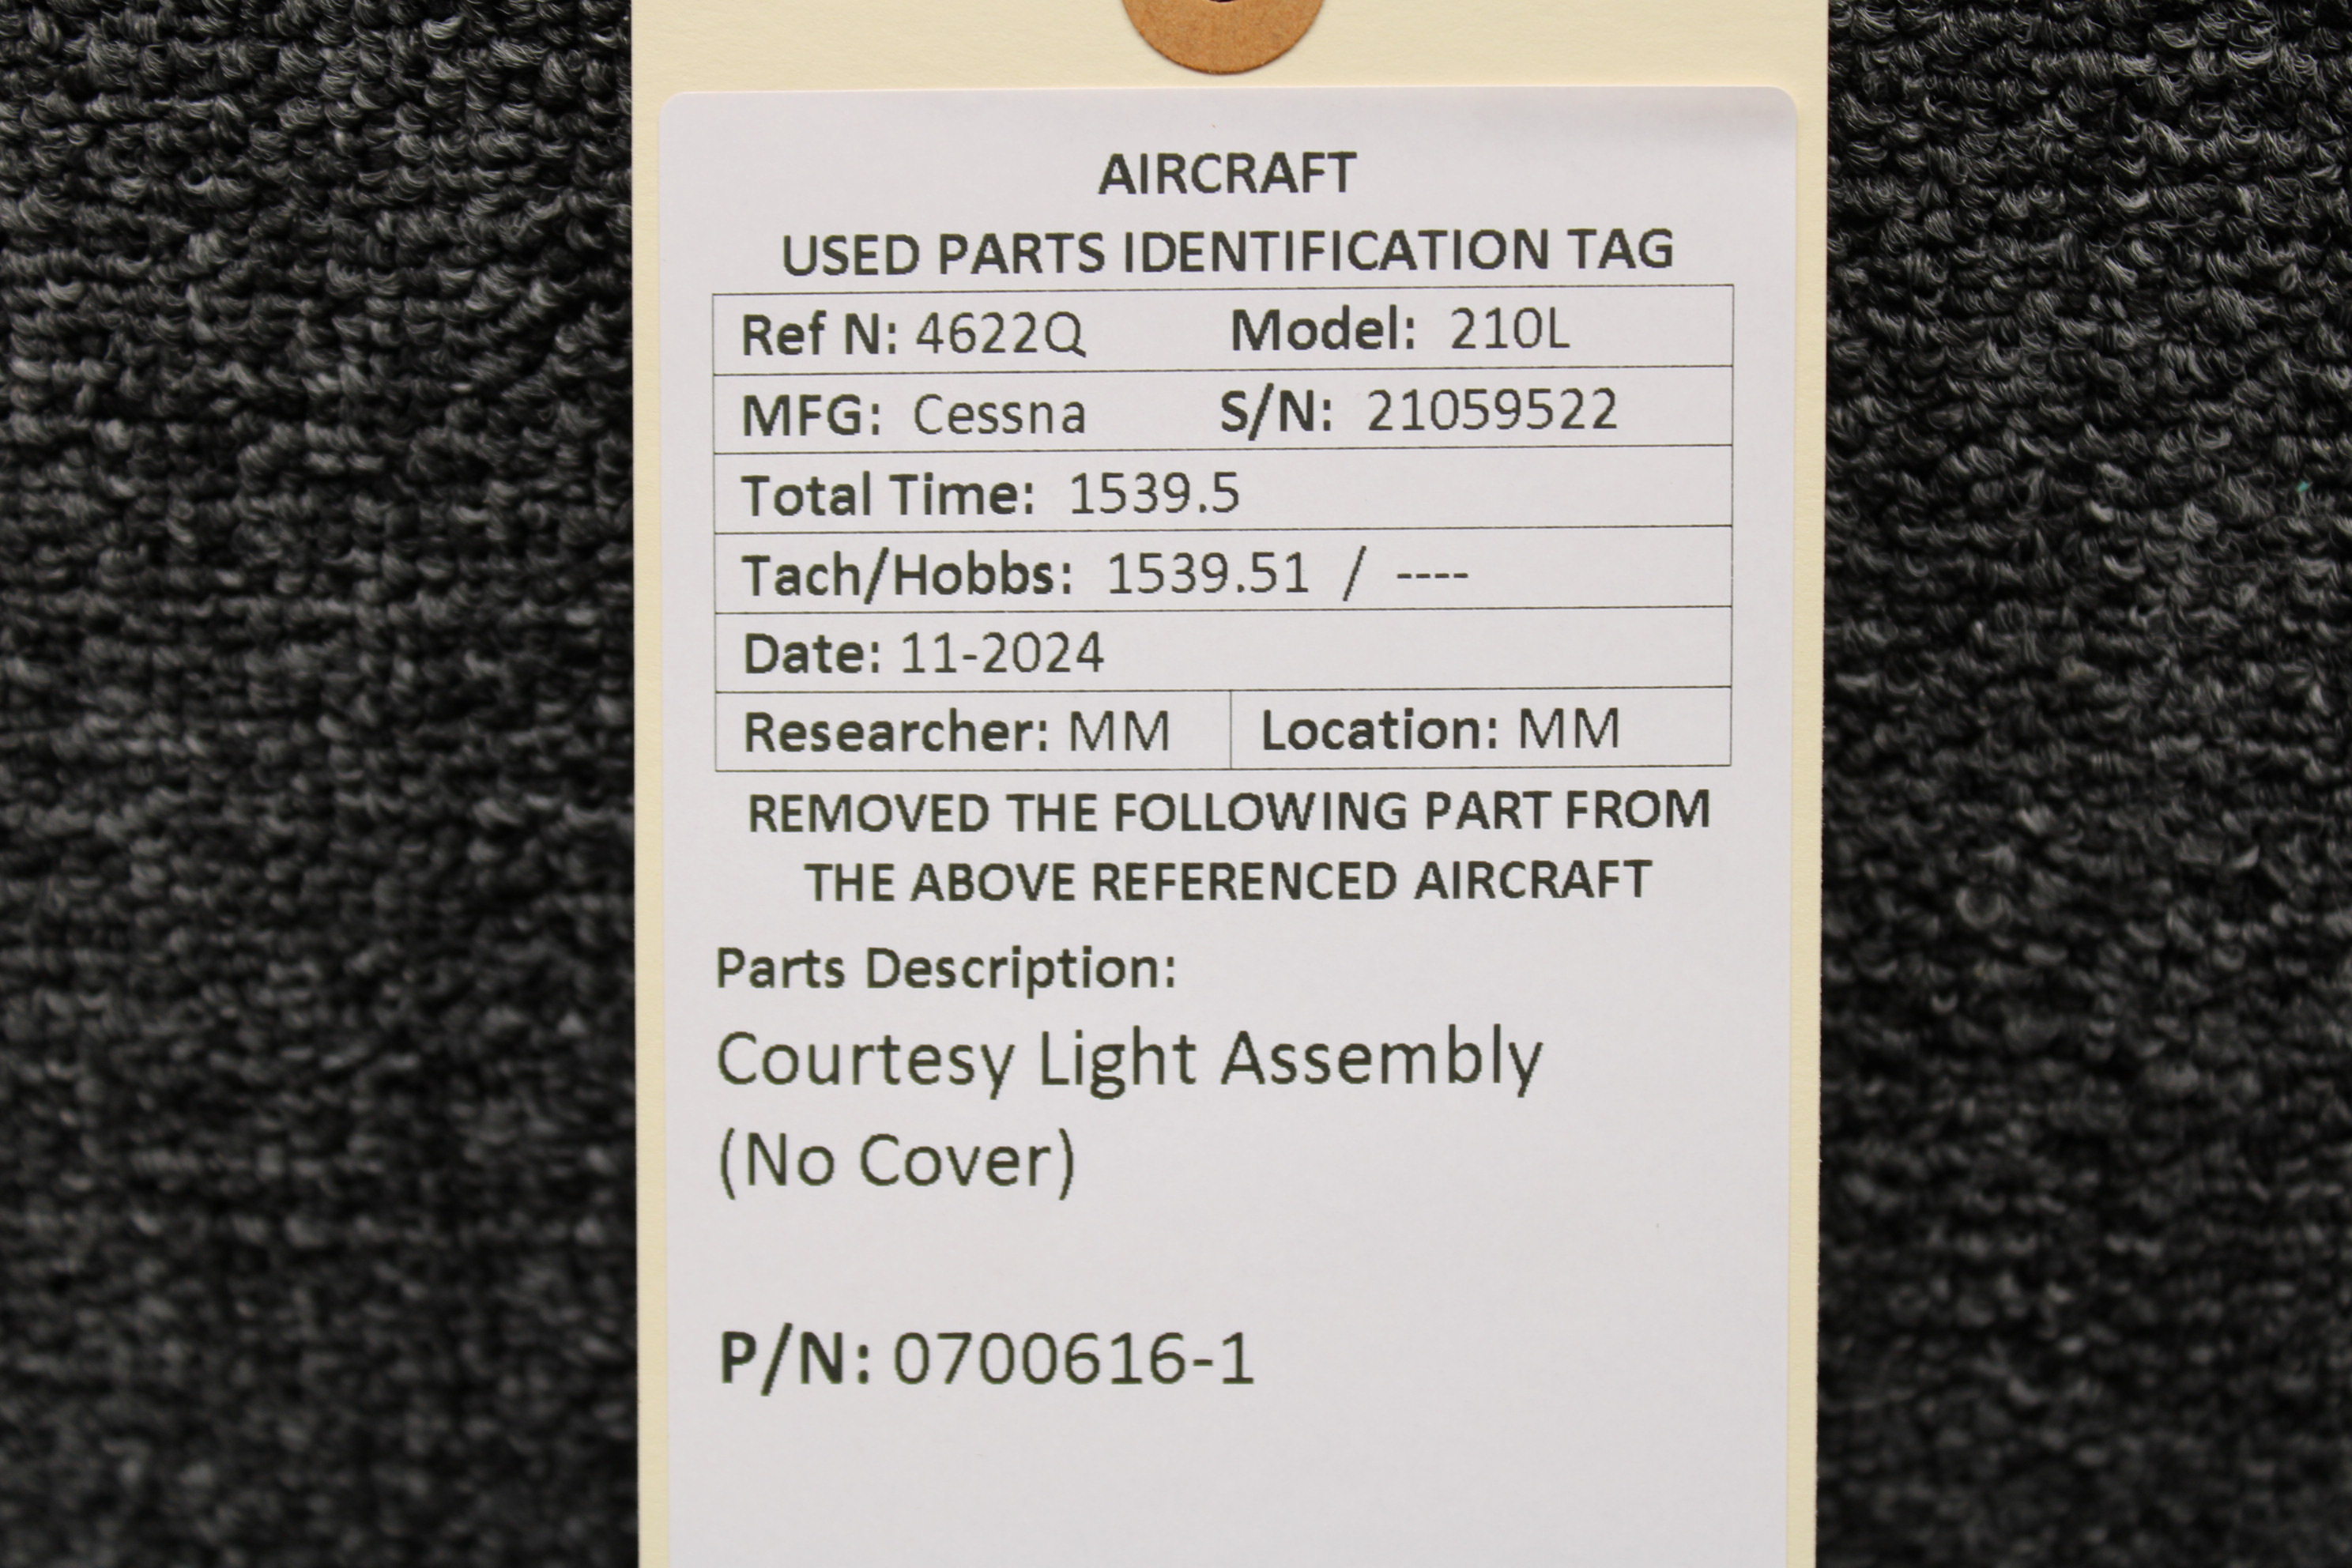 AIRCRAFT
USED PARTS IDENTIFICATION TAG
Ref N: 4622Q Model: 210L
MFG: Cessna S/N: 21059522
Total Time: 1539.5
Tach/Hobbs: 1539.51 / ----
Date: 11-2024
Researcher: MM Location: MM
REMOVED THE FOLLOWING PART FROM
THE ABOVE REFERENCED AIRCRAFT
Parts Description:
Courtesy Light Assembly
(No Cover)
P/N: 0700616-1